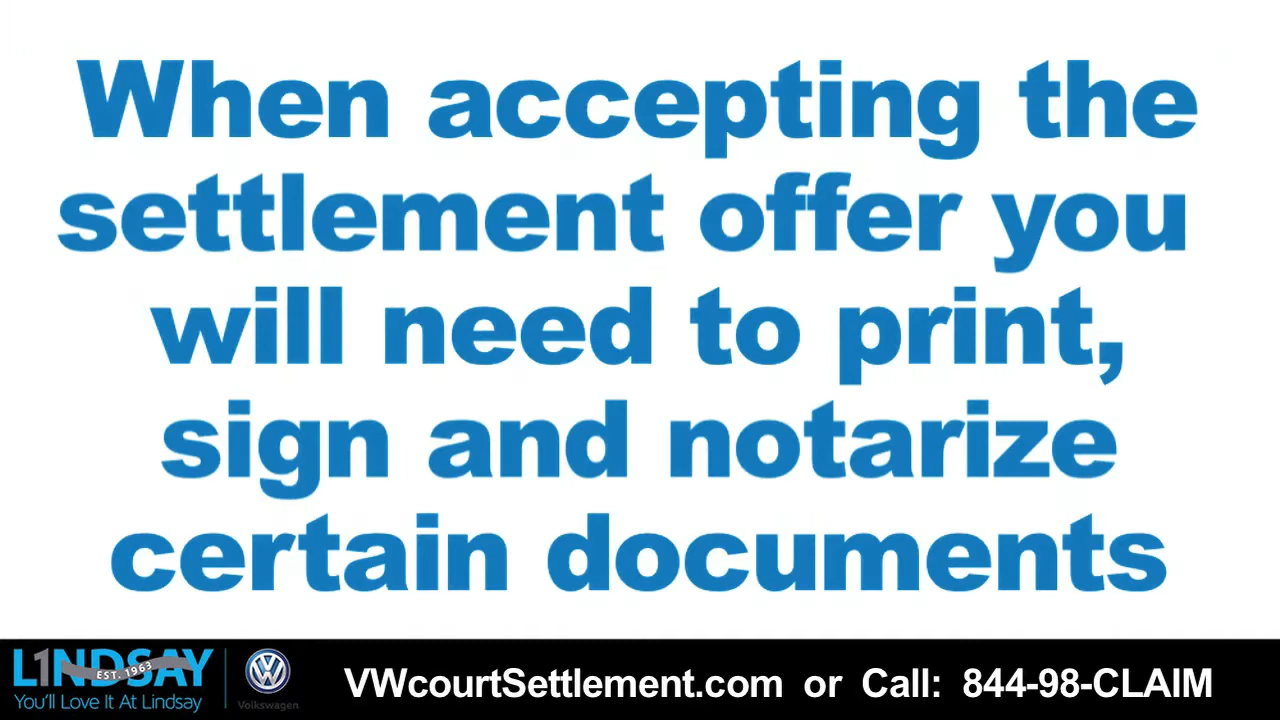 When accepting the
settlement offer you
will need to print,
sign and notarize
certain documents
L1NDSAY
EST. 1963
You'll Love It At Lindsay
Volkswagen
VWcourtSettlement.com or Call: 844-98-CLAIM